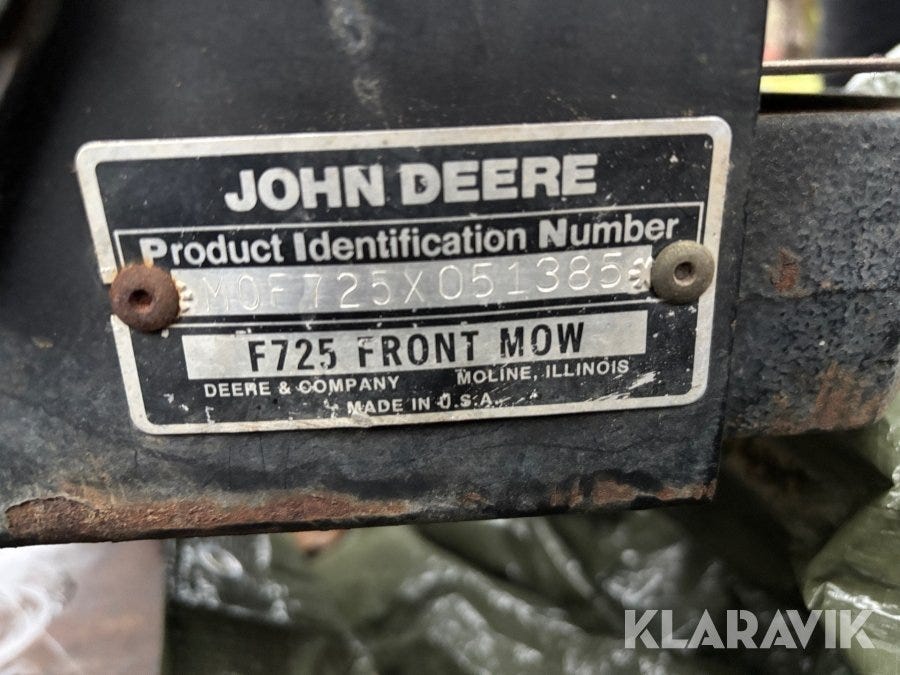 JOHN DEERE
Product Identification Number
M0F725X051385
F725 FRONT MOW
DEERE & COMPANY MOLINE, ILLINOIS
MADE IN U.S.A.
KLARAVIK